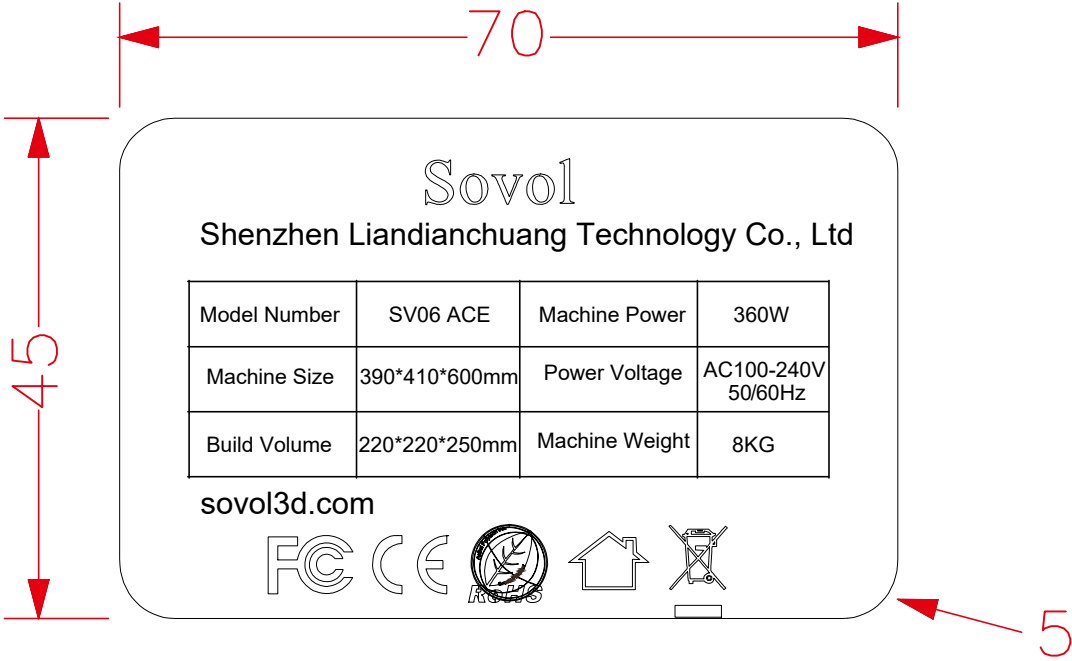 70
45
Sovol
Shenzhen Liandianchuang Technology Co., Ltd
Model Number SV06 ACE Machine Power 360W
Machine Size 390*410*600mm Power Voltage AC100-240V
50/60Hz
Build Volume 220*220*250mm Machine Weight 8KG
sovol3d.com
FC CE
RoHS
5